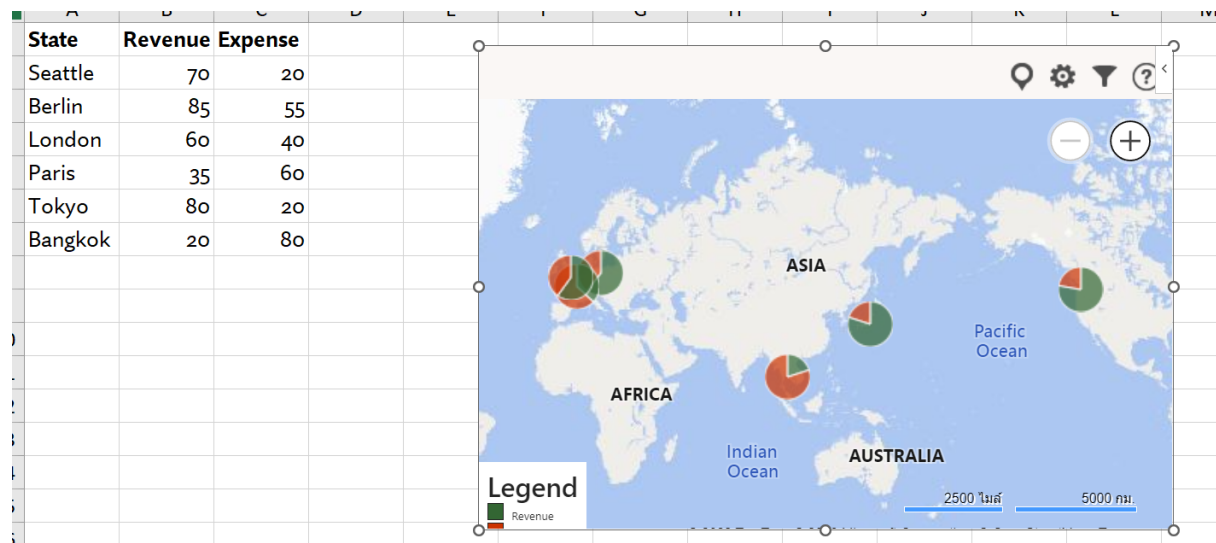 State Revenue Expense
Seattle 70 20
Berlin 85 55
London 60 40
Paris 35 60
Tokyo 80 20
Bangkok 20 80
ASIA
Pacific
Ocean
AFRICA
Indian
Ocean
AUSTRALIA
Legend
Revenue
2500 ไมล์ 5000 กม.